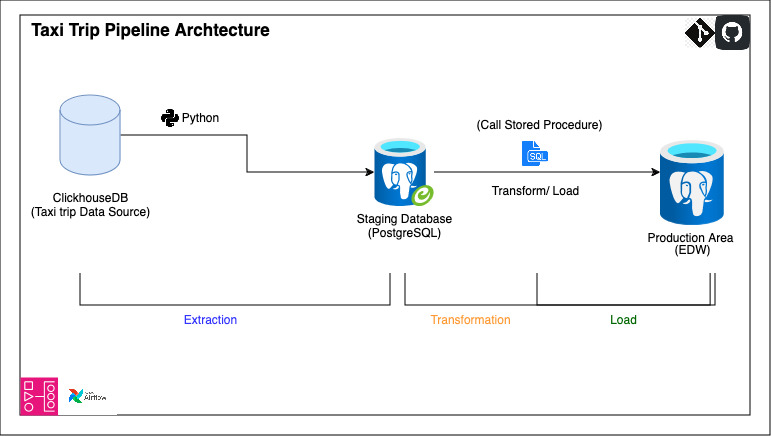 Taxi Trip Pipeline Archtecture
Python
(Call Stored Procedure)
SQL
Transform/ Load
ClickhouseDB
(Taxi trip Data Source)
Staging Database
(PostgreSQL)
Production Area
(EDW)
Extraction
Transformation
Load
Airflow